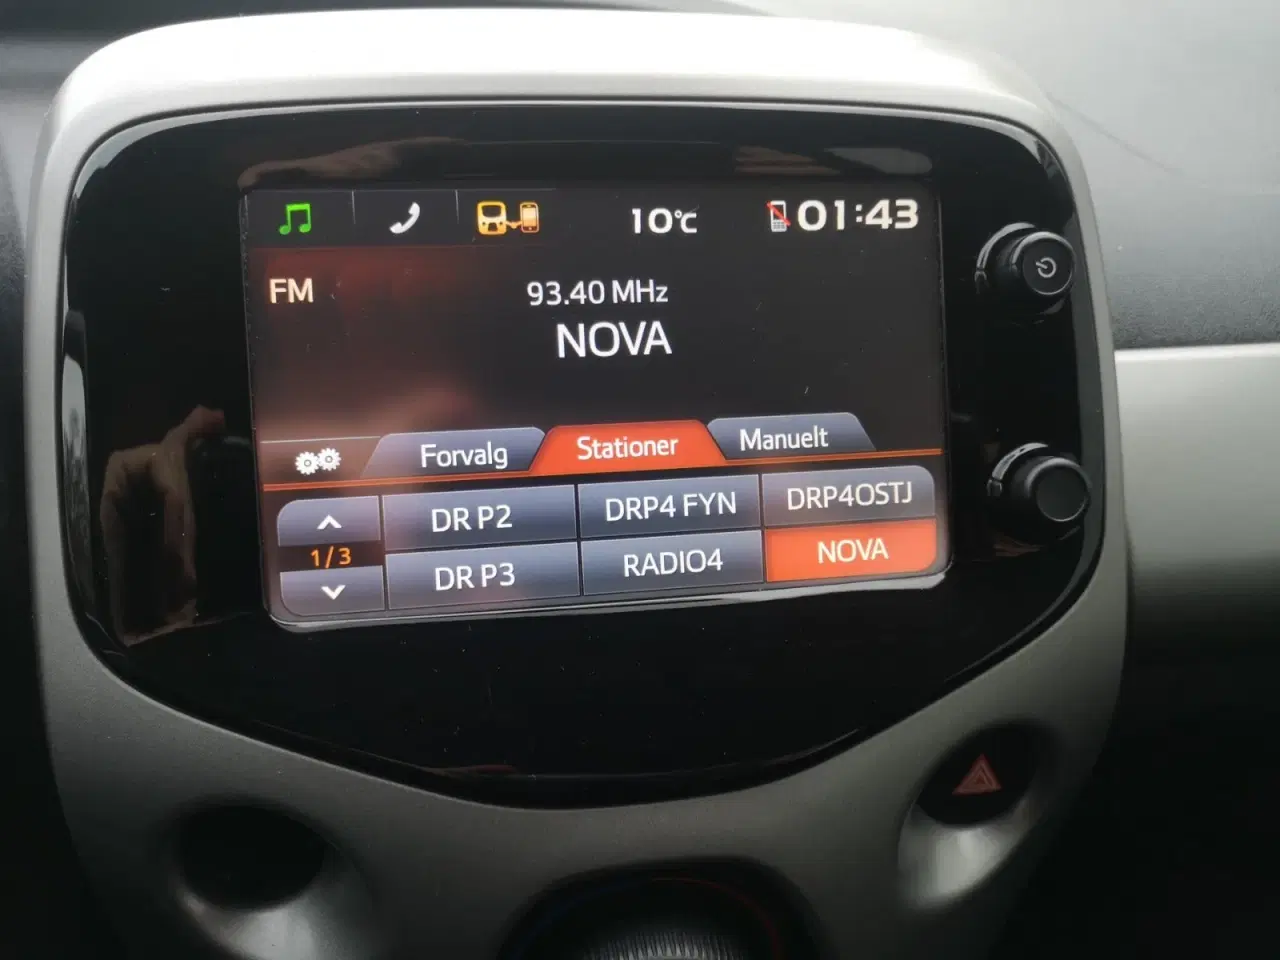 10°C 01:43
FM 93.40 MHz
NOVA
Forvalg Stationer Manuelt
DR P2 DRP4 FYN DRP4OSTJ
1/3
DR P3 RADIO4 NOVA